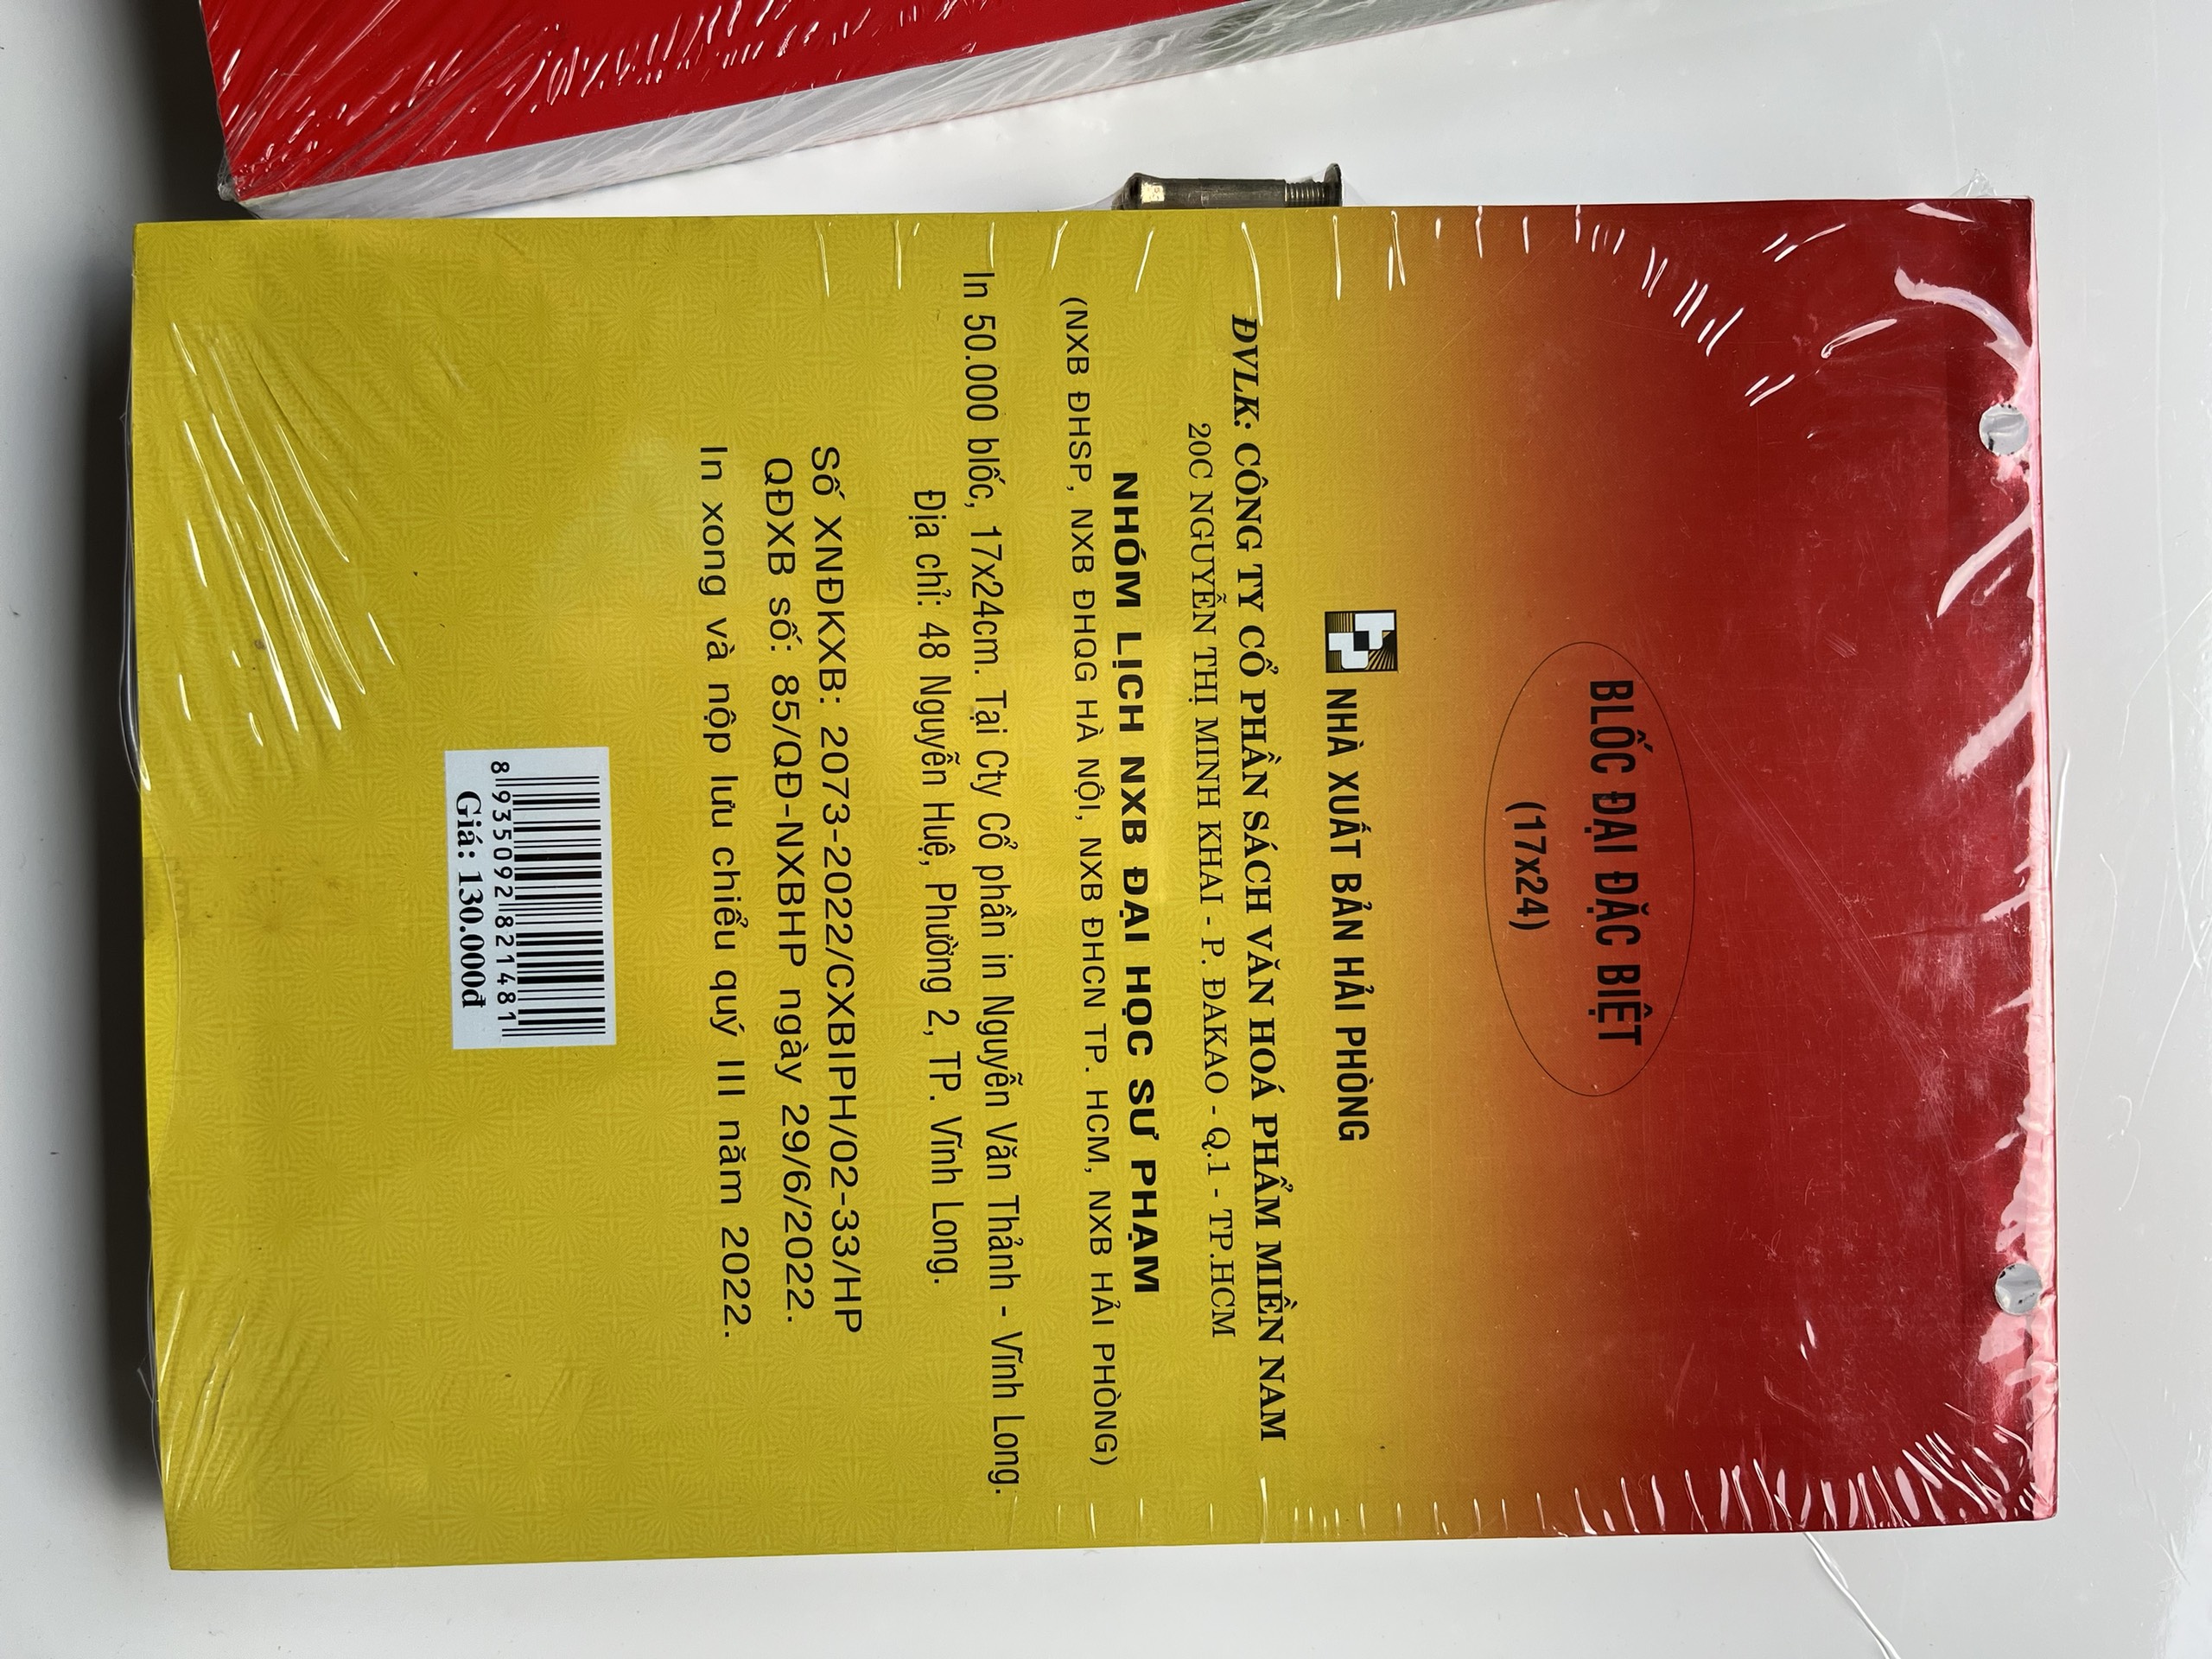 BLỐC ĐẠI ĐẶC BIỆT
(17x24)
NHÀ XUẤT BẢN HẢI PHÒNG
ĐVLK: CÔNG TY CỔ PHẦN SÁCH VĂN HOÁ PHẨM MIỀN NAM
20C NGUYỄN THỊ MINH KHAI - P. ĐAKAO - Q.1 - TP.HCM
NHÓM LỊCH NXB ĐẠI HỌC SƯ PHẠM
(NXB ĐHSP, NXB ĐHQG HÀ NỘI, NXB ĐHCN TP. HCM, NXB HẢI PHÒNG)
In 50.000 blốc, 17x24cm. Tại Cty Cổ phần in Nguyễn Văn Thảnh - Vĩnh Long.
Địa chỉ: 48 Nguyễn Huệ, Phường 2, TP. Vĩnh Long.
Số XNĐKXB: 2073-2022/CXBIPH/02-33/HP
QĐXB số: 85/QĐ-NXBHP ngày 29/6/2022.
In xong và nộp lưu chiểu quý III năm 2022.
8 935092 821481
Giá: 130.000đ